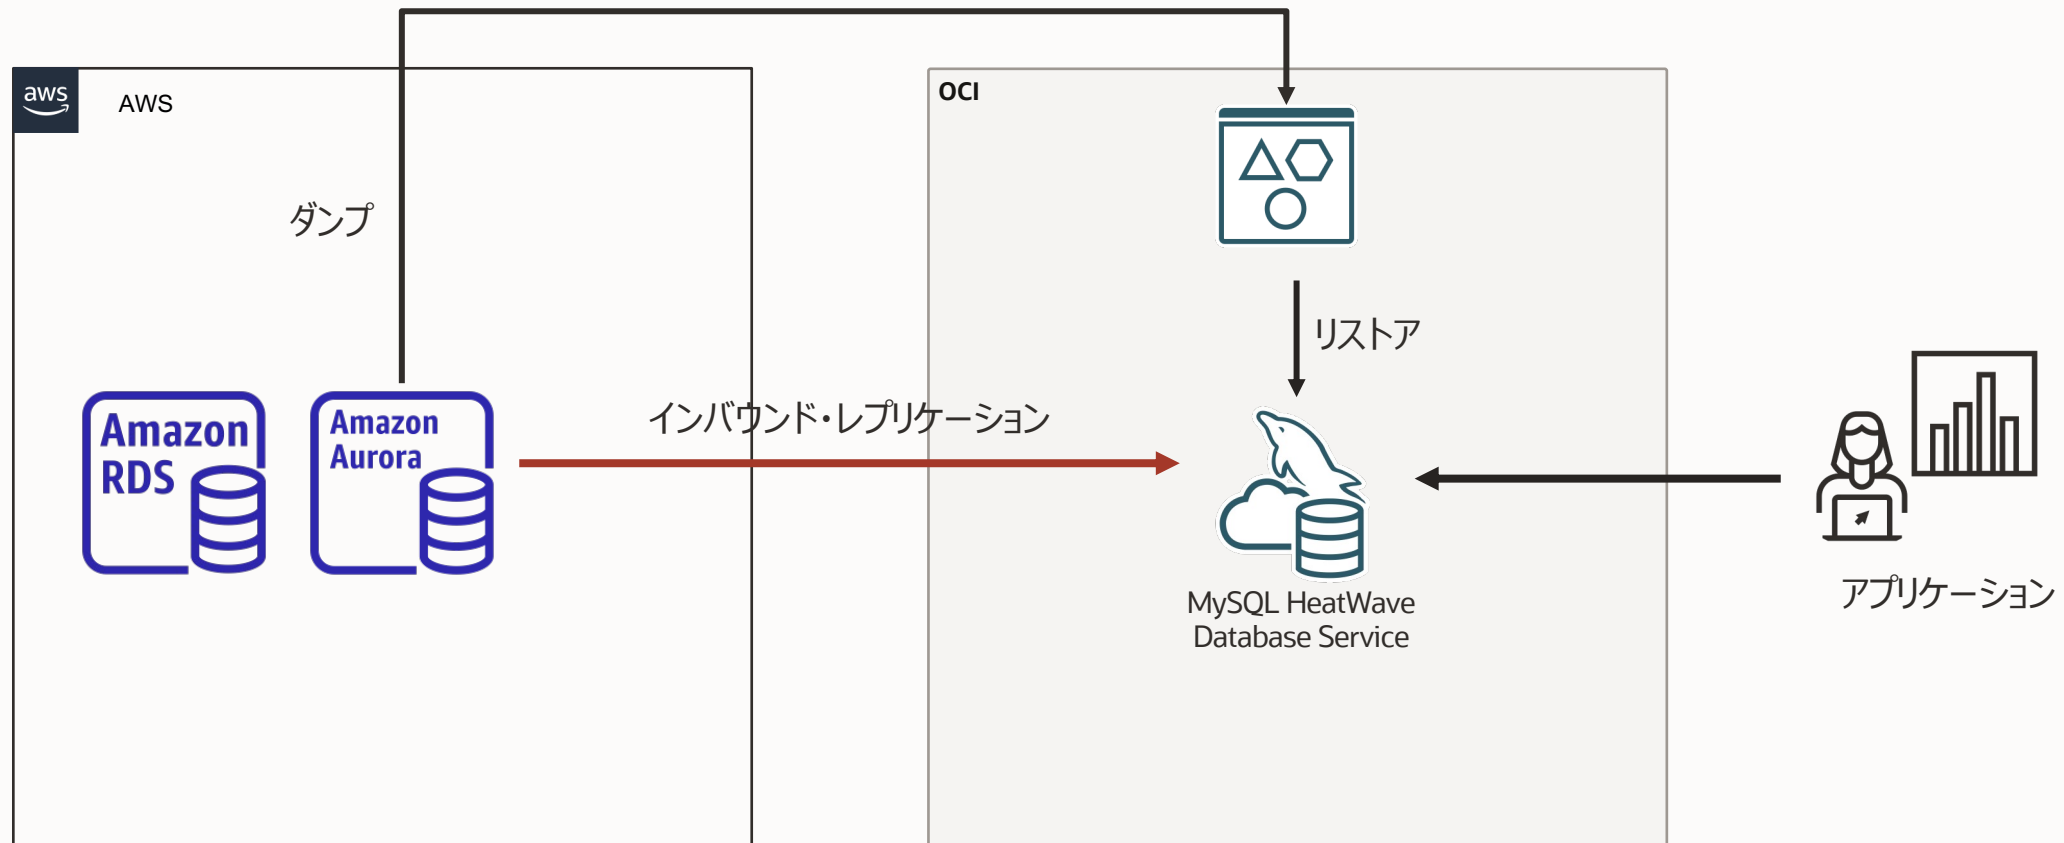 aws
AWS
OCI
ダンプ
リストア
Amazon
RDS
Amazon
Aurora
インバウンド・レプリケーション
MySQL HeatWave
Database Service
アプリケーション